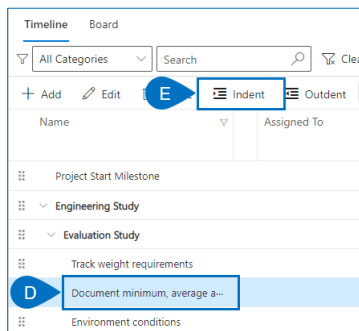 Timeline Board
All Categories Search Clea
Add Edit E Indent Outdent
Name Assigned To
Project Start Milestone
Engineering Study
Evaluation Study
Track weight requirements
D Document minimum, average a...
Environment conditions